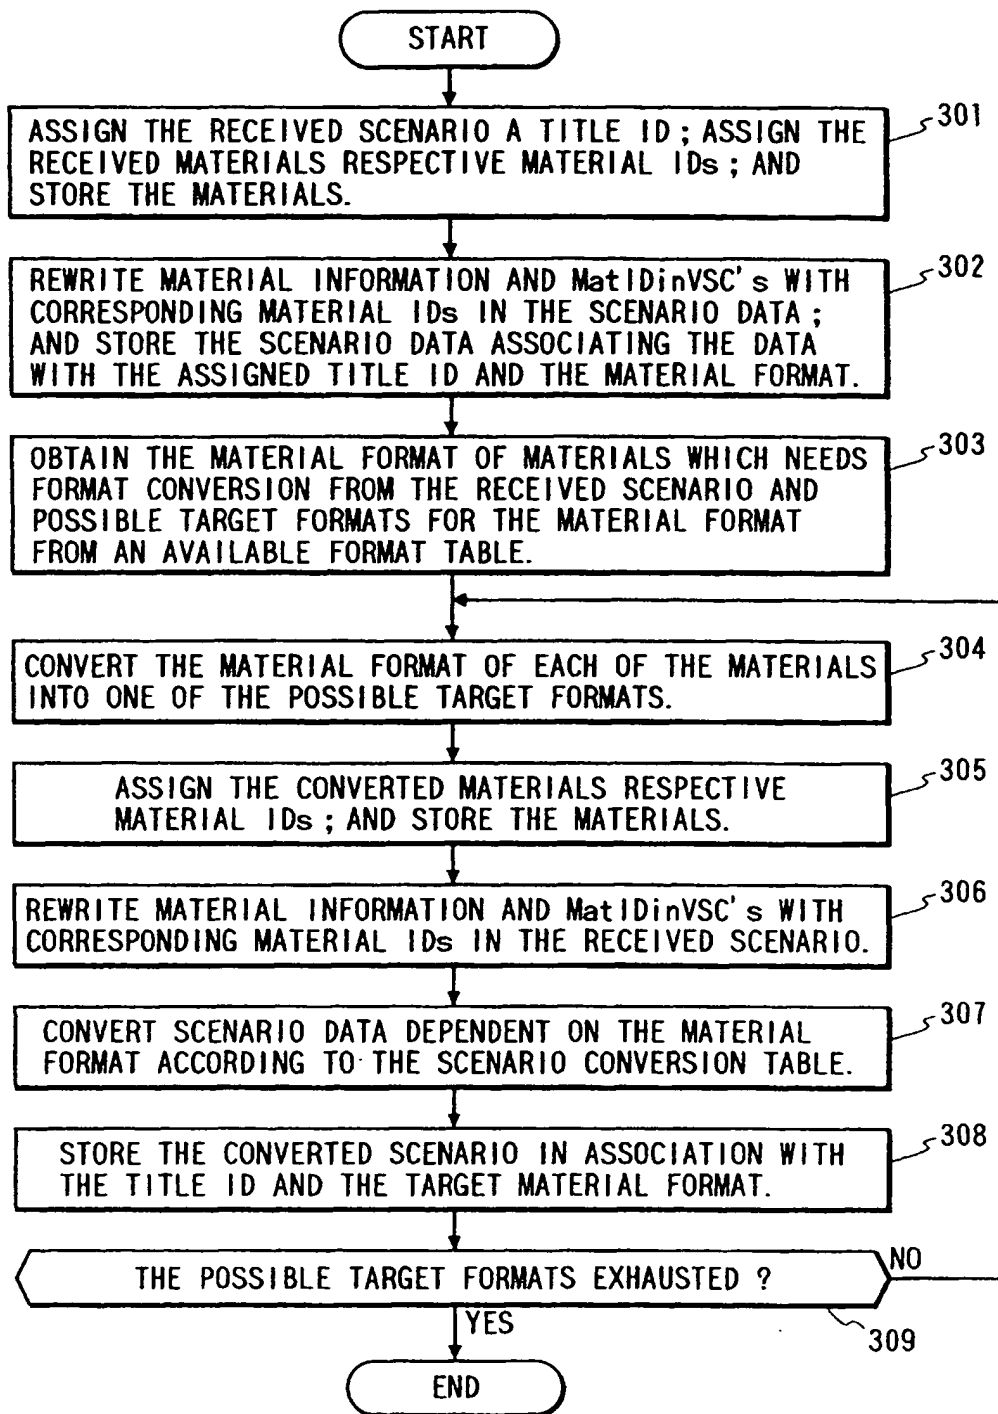 START
301
ASSIGN THE RECEIVED SCENARIO A TITLE ID; ASSIGN THE
RECEIVED MATERIALS RESPECTIVE MATERIAL IDs; AND
STORE THE MATERIALS.
302
REWRITE MATERIAL INFORMATION AND MatIDinVSC's WITH
CORRESPONDING MATERIAL IDs IN THE SCENARIO DATA;
AND STORE THE SCENARIO DATA ASSOCIATING THE DATA
WITH THE ASSIGNED TITLE ID AND THE MATERIAL FORMAT.
303
OBTAIN THE MATERIAL FORMAT OF MATERIALS WHICH NEEDS
FORMAT CONVERSION FROM THE RECEIVED SCENARIO AND
POSSIBLE TARGET FORMATS FOR THE MATERIAL FORMAT
FROM AN AVAILABLE FORMAT TABLE.
304
CONVERT THE MATERIAL FORMAT OF EACH OF THE MATERIALS
INTO ONE OF THE POSSIBLE TARGET FORMATS.
305
ASSIGN THE CONVERTED MATERIALS RESPECTIVE
MATERIAL IDs; AND STORE THE MATERIALS.
306
REWRITE MATERIAL INFORMATION AND MatIDinVSC's WITH
CORRESPONDING MATERIAL IDs IN THE RECEIVED SCENARIO.
307
CONVERT SCENARIO DATA DEPENDENT ON THE MATERIAL
FORMAT ACCORDING TO THE SCENARIO CONVERSION TABLE.
308
STORE THE CONVERTED SCENARIO IN ASSOCIATION WITH
THE TITLE ID AND THE TARGET MATERIAL FORMAT.
THE POSSIBLE TARGET FORMATS EXHAUSTED ?
NO
YES
309
END